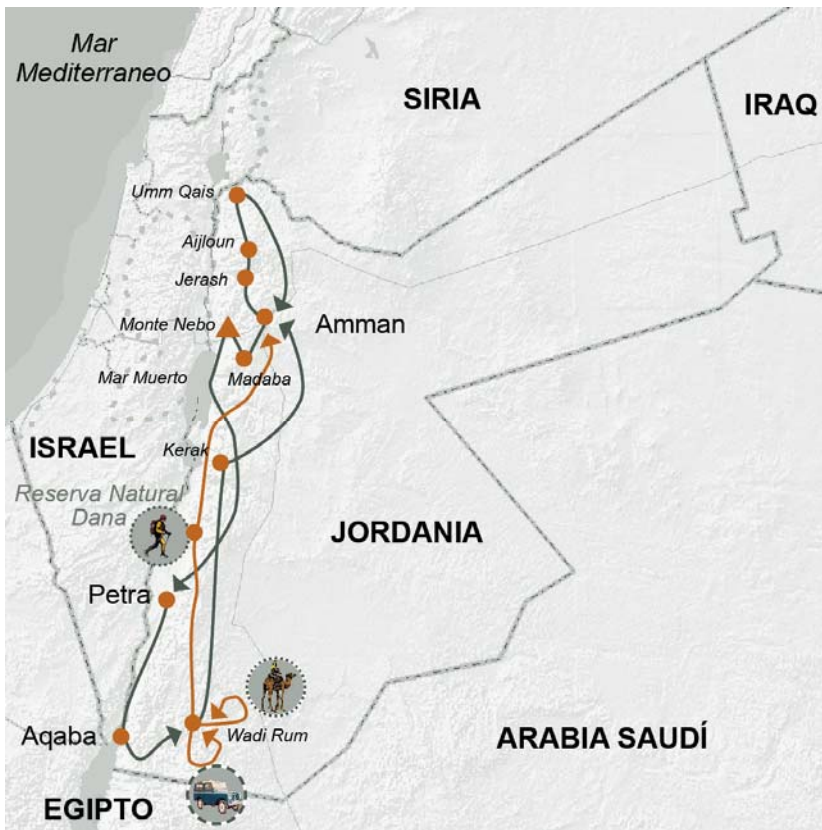 Mar
Mediterraneo
SIRIA
IRAQ
Umm Qais
Aijloun
Jerash
Monte Nebo
Amman
Mar Muerto
Madaba
ISRAEL
Kerak
Reserva Natural
Dana
JORDANIA
Petra
Aqaba
Wadi Rum
ARABIA SAUDÍ
EGIPTO